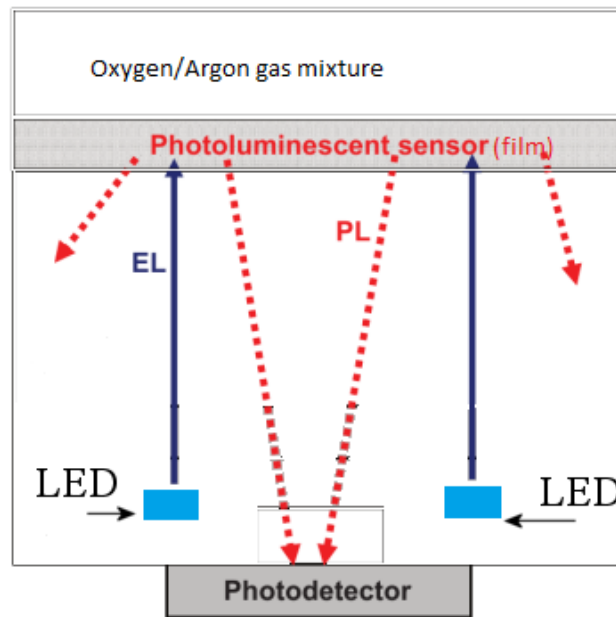 Oxygen/Argon gas mixture
Photoluminescent sensor (film)
EL
PL
LED
LED
Photodetector